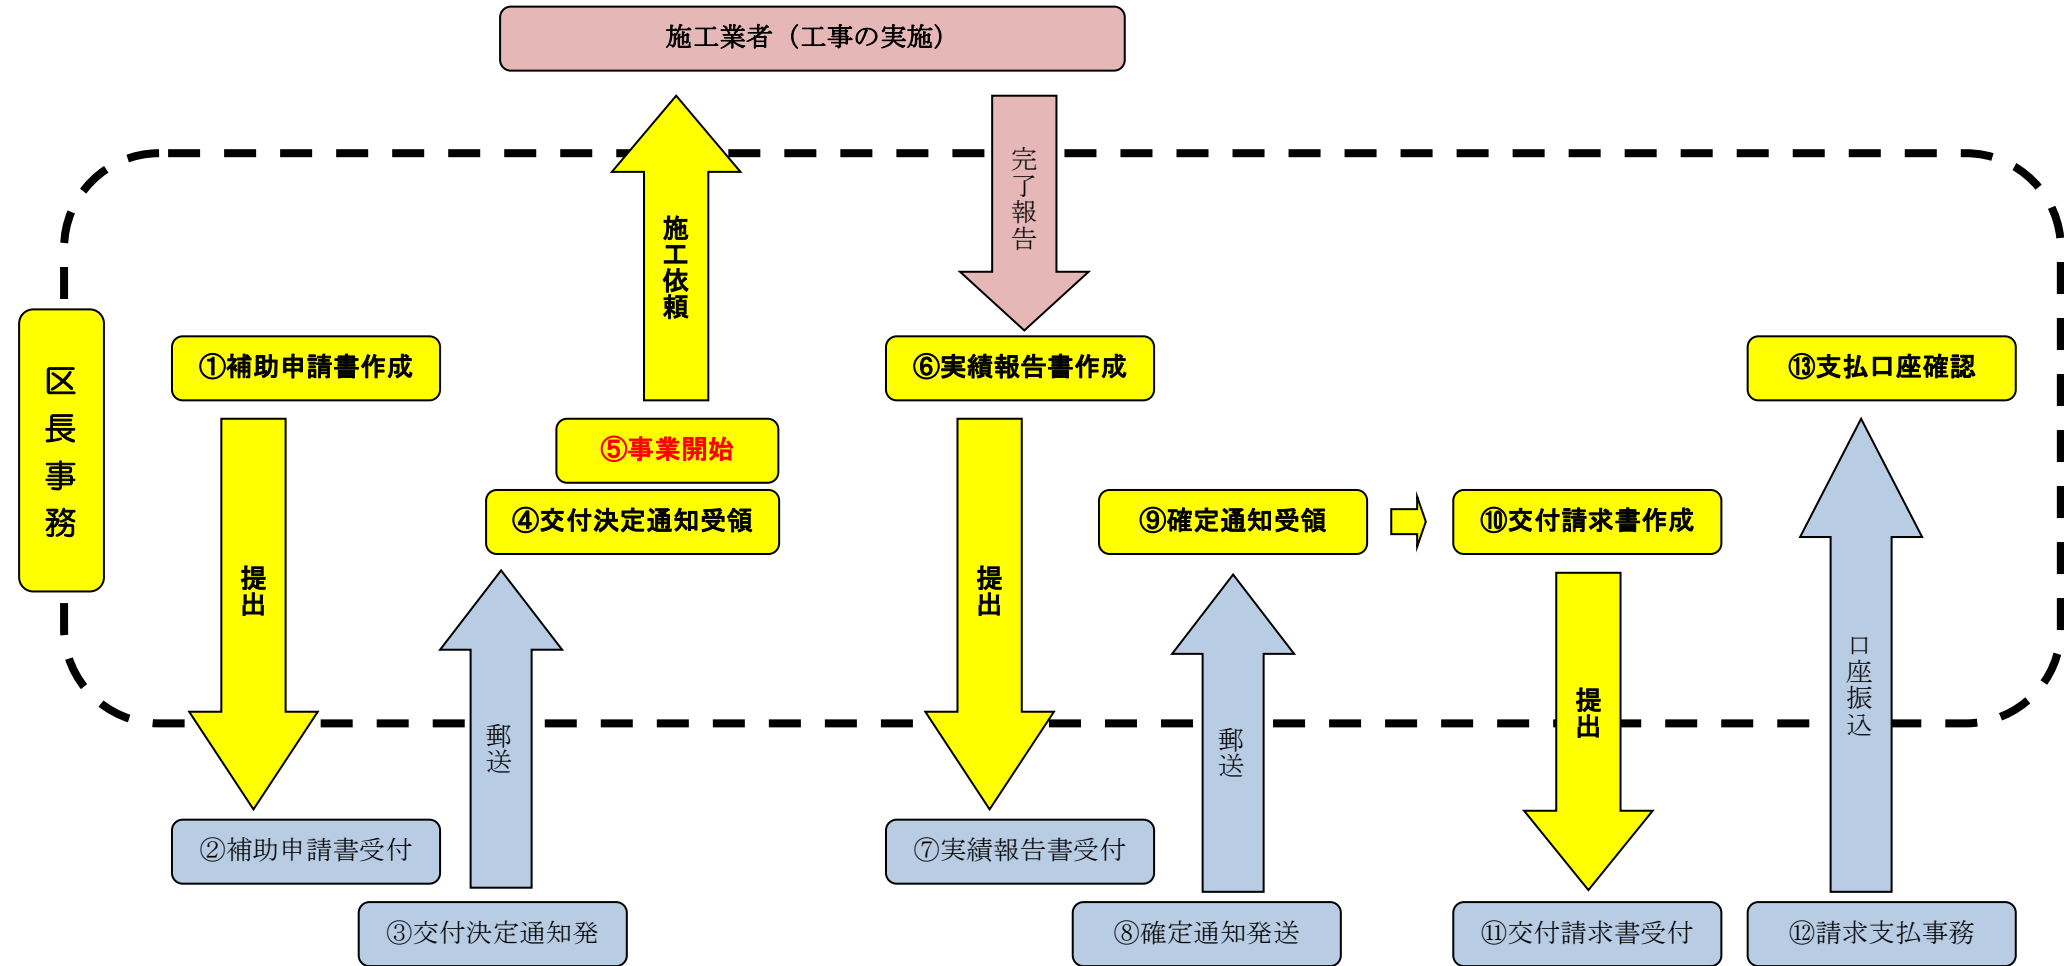 施工業者（工事の実施）
完了報告
施工依頼
区長事務
①補助申請書作成
⑥実績報告書作成
⑬支払口座確認
⑤事業開始
④交付決定通知受領
⑨確定通知受領
⑩交付請求書作成
提出
提出
提出
郵送
郵送
口座振込
②補助申請書受付
⑦実績報告書受付
③交付決定通知発
⑧確定通知発送
⑪交付請求書受付
⑫請求支払事務